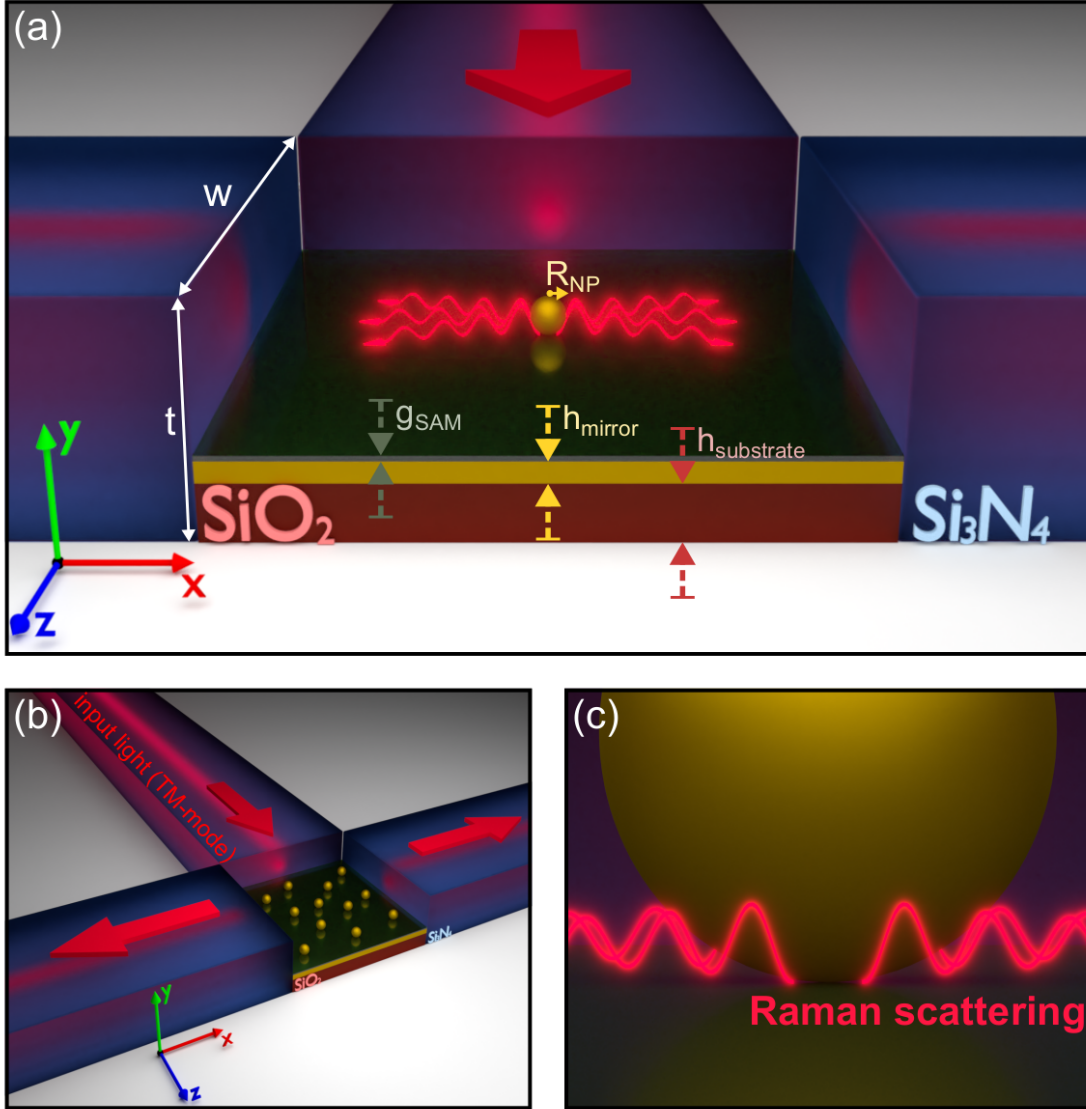 (a)
w
R_NP
t
g_SAM
h_mirror
h_substrate
y
x
z
SiO₂
Si₃N₄
(b)
input light (TM-mode)
SiO₂
Si₃N₄
y
x
z
(c)
Raman scattering